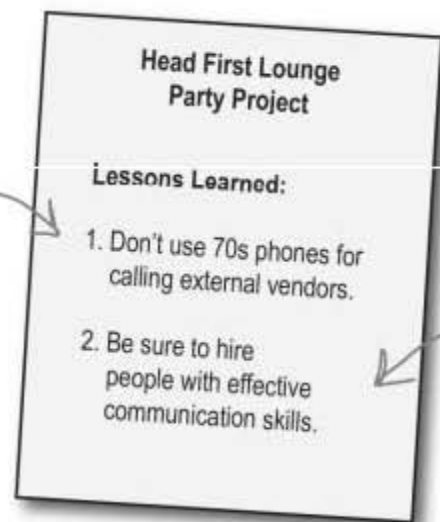 Head First Lounge
Party Project
Lessons Learned:
1. Don't use 70s phones for
calling external vendors.
2. Be sure to hire
people with effective
communication skills.